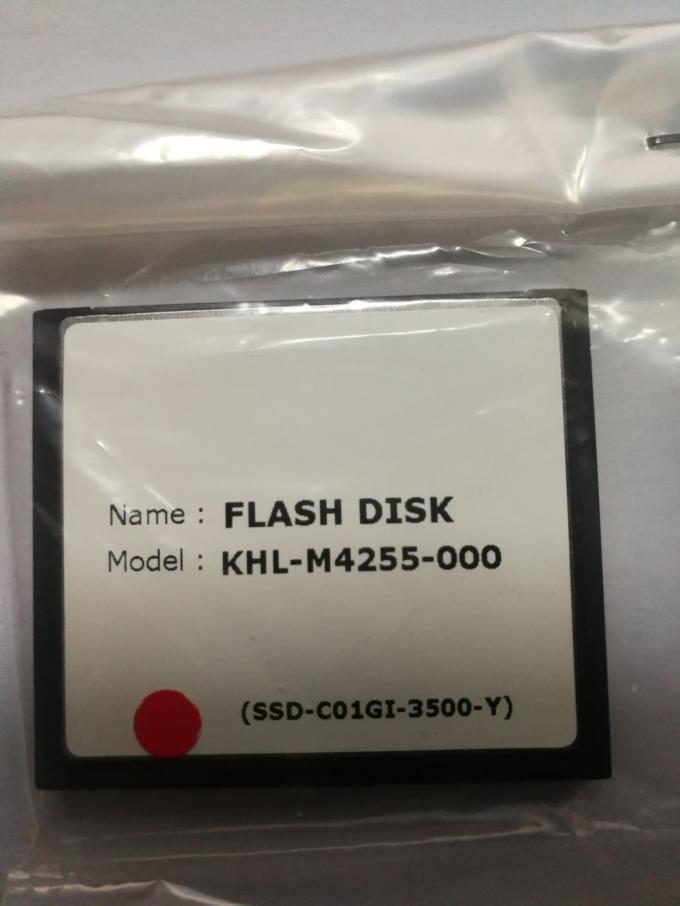 Name : FLASH DISK
Model : KHL-M4255-000
(SSD-C01GI-3500-Y)